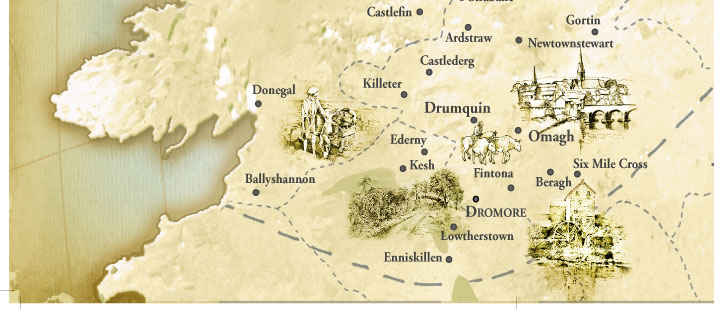 Castlefin
Gortin
Ardstraw
Newtownstewart
Castlederg
Killeter
Donegal
Drumquin
Omagh
Ederny
Kesh
Six Mile Cross
Fintona
Beragh
Ballyshannon
DROMORE
Lowtherstown
Enniskillen